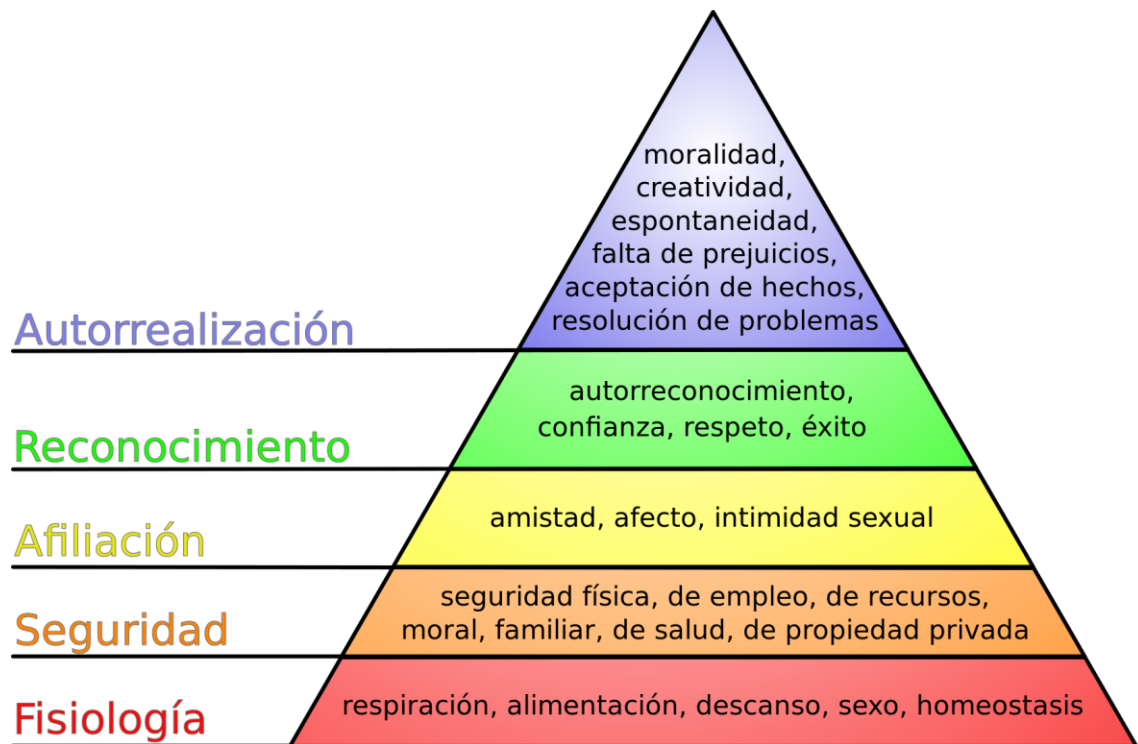 moralidad,
creatividad,
espontaneidad,
falta de prejuicios,
aceptación de hechos,
resolución de problemas
Autorrealización
autorreconocimiento,
confianza, respeto, éxito
Reconocimiento
amistad, afecto, intimidad sexual
Afiliación
seguridad física, de empleo, de recursos,
moral, familiar, de salud, de propiedad privada
Seguridad
respiración, alimentación, descanso, sexo, homeostasis
Fisiología